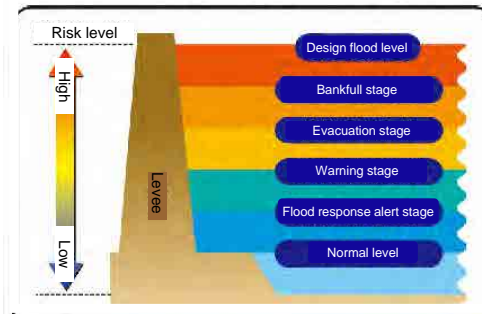 Risk level
High
Low
Levee
Design flood level
Bankfull stage
Evacuation stage
Warning stage
Flood response alert stage
Normal level